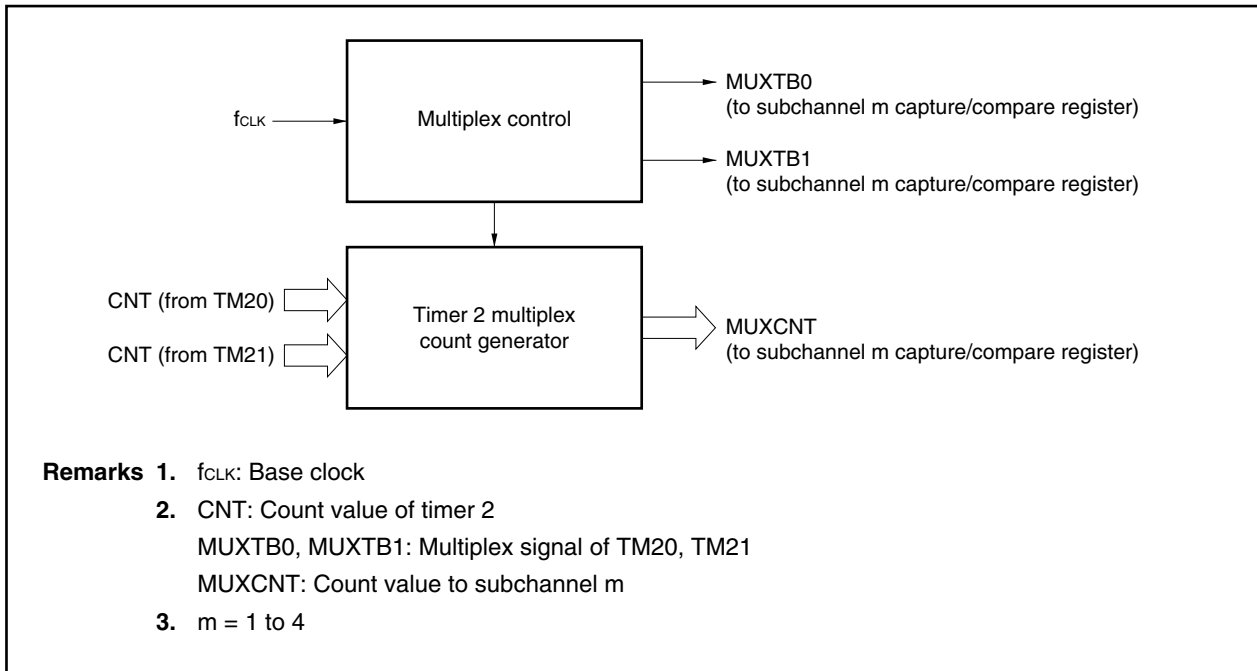 fCLK
Multiplex control
MUXTB0
(to subchannel m capture/compare register)
MUXTB1
(to subchannel m capture/compare register)
CNT (from TM20)
CNT (from TM21)
Timer 2 multiplex
count generator
MUXCNT
(to subchannel m capture/compare register)
Remarks 1. fCLK: Base clock
2. CNT: Count value of timer 2
MUXTB0, MUXTB1: Multiplex signal of TM20, TM21
MUXCNT: Count value to subchannel m
3. m = 1 to 4